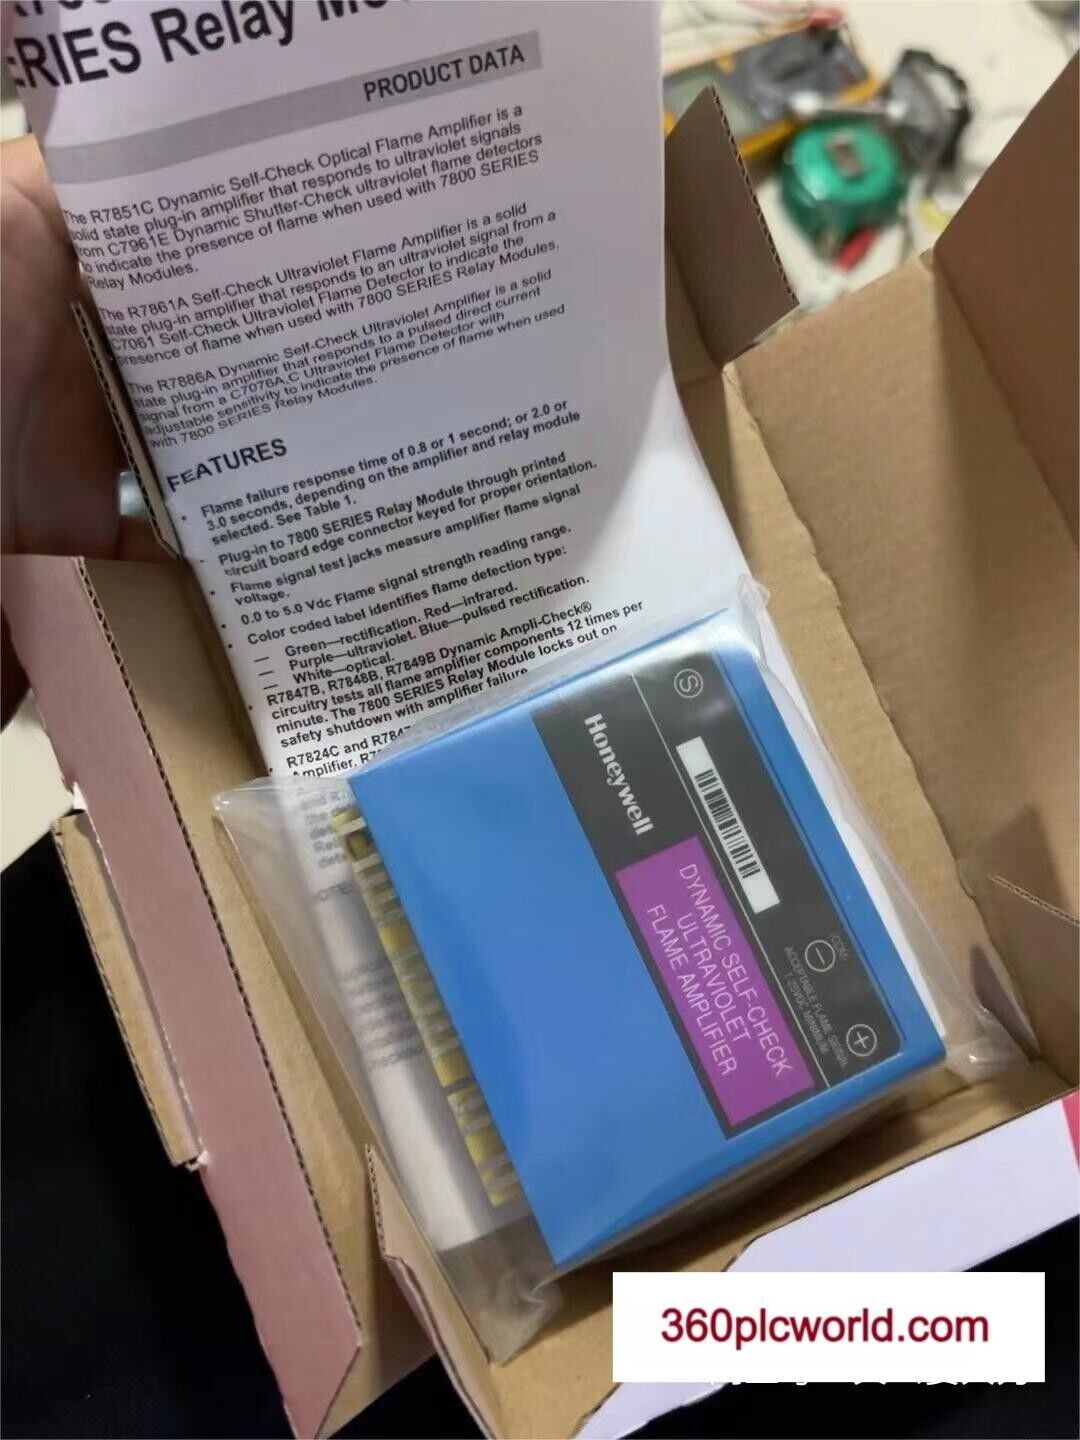 SERIES Relay
PRODUCT DATA
The R7851C Dynamic Self-Check Optical Flame Amplifier is a
solid state plug-in amplifier that responds to ultraviolet signals
from C7961E Dynamic Shutter-Check ultraviolet flame detectors
to indicate the presence of flame when used with 7800 SERIES
Relay Modules.
The R7861A Self-Check Ultraviolet Flame Amplifier is a solid
state plug-in amplifier that responds to an ultraviolet signal from a
C7061 Self-Check Ultraviolet Flame Detector to indicate the
presence of flame when used with 7800 SERIES Relay Modules.
The R7886A Dynamic Self-Check Ultraviolet Amplifier is a solid
state plug-in amplifier that responds to a pulsed direct current
signal from a C7076A,C Ultraviolet Flame Detector with
adjustable sensitivity to indicate the presence of flame when used
with 7800 SERIES Relay Modules.
FEATURES
• Flame failure response time of 0.8 or 1 second; or 2.0 or
3.0 seconds, depending on the amplifier and relay module
selected. See Table 1.
• Plug-in to 7800 SERIES Relay Module through printed
circuit board edge connector keyed for proper orientation.
• Flame signal test jacks measure amplifier flame signal
voltage.
• 0.0 to 5.0 Vdc Flame signal strength reading range.
• Color coded label identifies flame detection type:
— Green—rectification. Red—infrared.
— Purple—ultraviolet. Blue—pulsed rectification.
— White—optical.
• R7847B, R7848B, R7849B Dynamic Ampli-Check®
circuitry tests all flame amplifier components 12 times per
minute. The 7800 SERIES Relay Module locks out on
safety shutdown with amplifier failure.
• R7824C and
Amplifier.
S
Honeywell
DYNAMIC SELF-CHECK
ULTRAVIOLET
FLAME AMPLIFIER
-COM-
−
ACCEPTABLE FLAME SIGNAL
1.25VDC MINIMUM
+
360plcworld.com